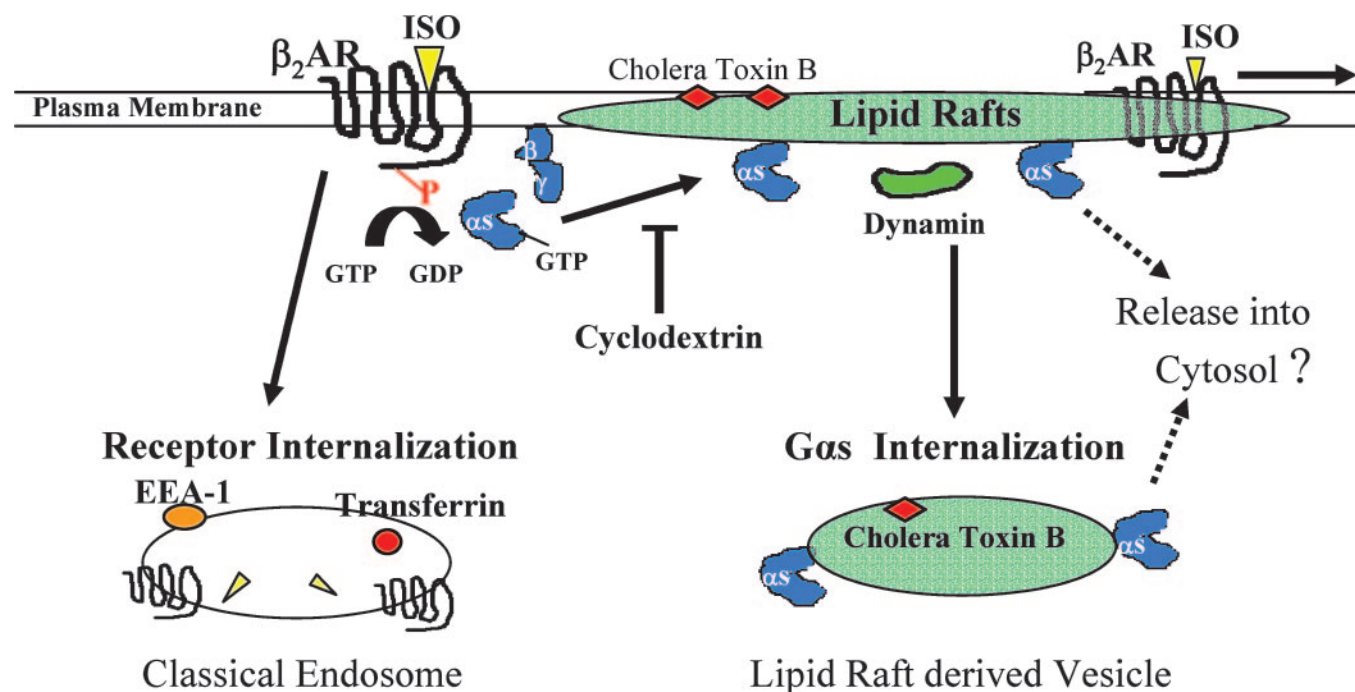 ISO
β₂AR
Plasma Membrane
Cholera Toxin B
Lipid Rafts
β₂AR
ISO
β
γ
P
αs
GTP
GDP
GTP
αs
αs
Dynamin
Cyclodextrin
Release into
Cytosol ?
Receptor Internalization
EEA-1
Transferrin
Classical Endosome
Gαs Internalization
Cholera Toxin B
αs
αs
Lipid Raft derived Vesicle